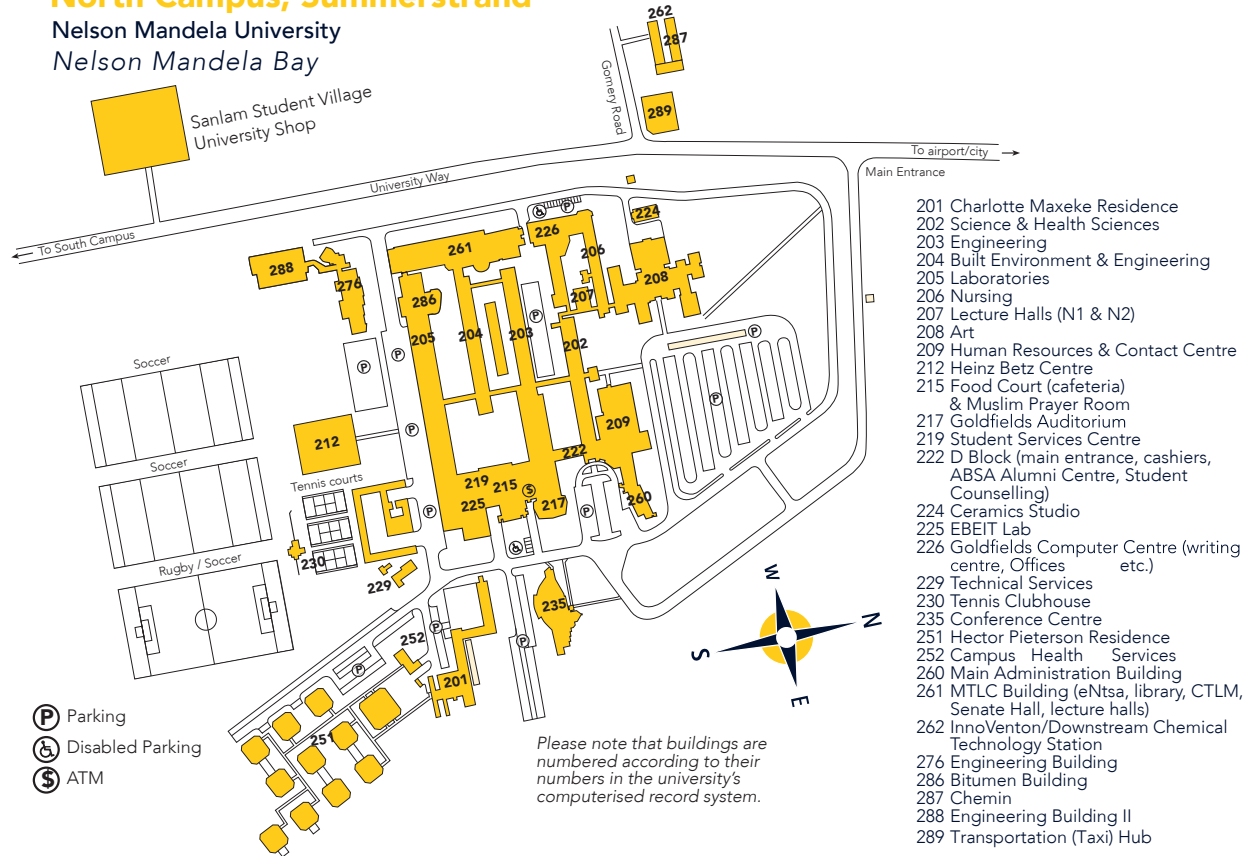 North Campus, Summerstrand
Nelson Mandela University
Nelson Mandela Bay
Sanlam Student Village
University Shop
262
287
Gomery Road
289
To airport/city
Main Entrance
University Way
To South Campus
P
224
226
261
206
288
276
208
286
207
205
204
203
P
202
P
P
P
P
Soccer
212
P
209
Soccer
Tennis courts
222
219
215
$
225
217
260
P
P
Rugby / Soccer
230
229
235
252
P
P
P
201
251
W
N
S
E
P Parking
Disabled Parking
$ ATM
Please note that buildings are
numbered according to their
numbers in the university's
computerised record system.
201 Charlotte Maxeke Residence
202 Science & Health Sciences
203 Engineering
204 Built Environment & Engineering
205 Laboratories
206 Nursing
207 Lecture Halls (N1 & N2)
208 Art
209 Human Resources & Contact Centre
212 Heinz Betz Centre
215 Food Court (cafeteria)
& Muslim Prayer Room
217 Goldfields Auditorium
219 Student Services Centre
222 D Block (main entrance, cashiers,
ABSA Alumni Centre, Student
Counselling)
224 Ceramics Studio
225 EBEIT Lab
226 Goldfields Computer Centre (writing
centre, Offices etc.)
229 Technical Services
230 Tennis Clubhouse
235 Conference Centre
251 Hector Pieterson Residence
252 Campus Health Services
260 Main Administration Building
261 MTLC Building (eNtsa, library, CTLM,
Senate Hall, lecture halls)
262 InnoVenton/Downstream Chemical
Technology Station
276 Engineering Building
286 Bitumen Building
287 Chemin
288 Engineering Building II
289 Transportation (Taxi) Hub